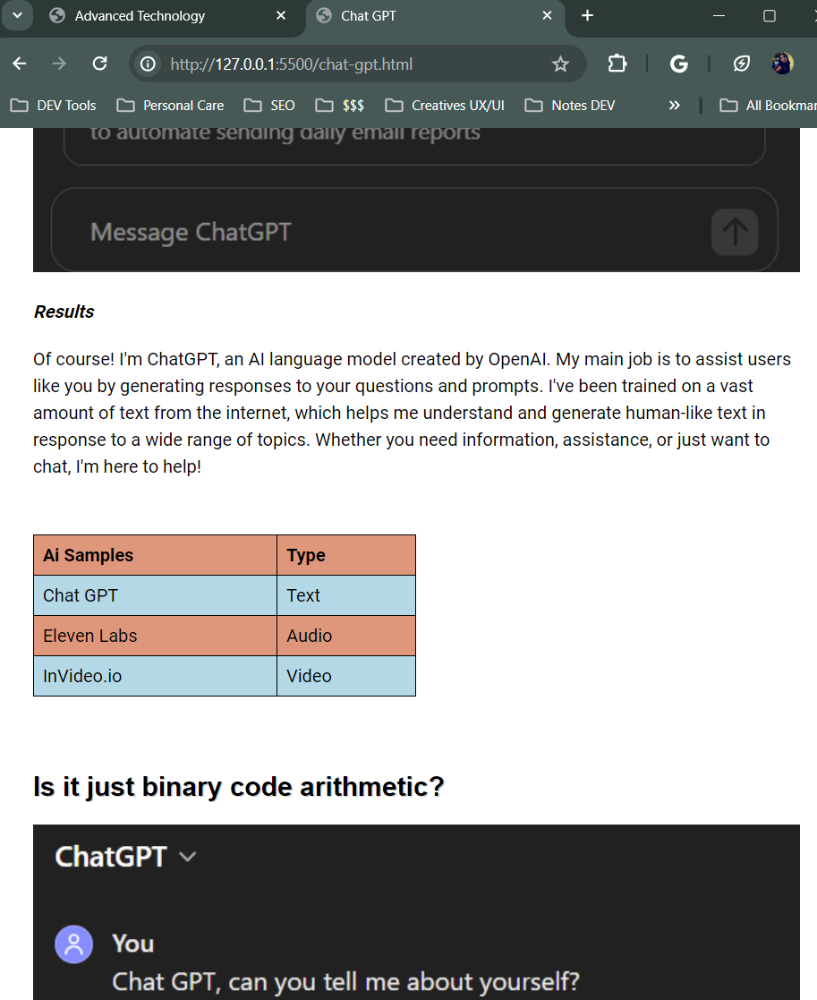 Advanced Technology
Chat GPT
http://127.0.0.1:5500/chat-gpt.html
DEV Tools
Personal Care
SEO
$$$
Creatives UX/UI
Notes DEV
All Bookmar
to automate sending daily email reports
Message ChatGPT
Results
Of course! I'm ChatGPT, an AI language model created by OpenAI. My main job is to assist users
like you by generating responses to your questions and prompts. I've been trained on a vast
amount of text from the internet, which helps me understand and generate human-like text in
response to a wide range of topics. Whether you need information, assistance, or just want to
chat, I'm here to help!
Ai Samples Type
Chat GPT Text
Eleven Labs Audio
InVideo.io Video
Is it just binary code arithmetic?
ChatGPT
You
Chat GPT, can you tell me about yourself?